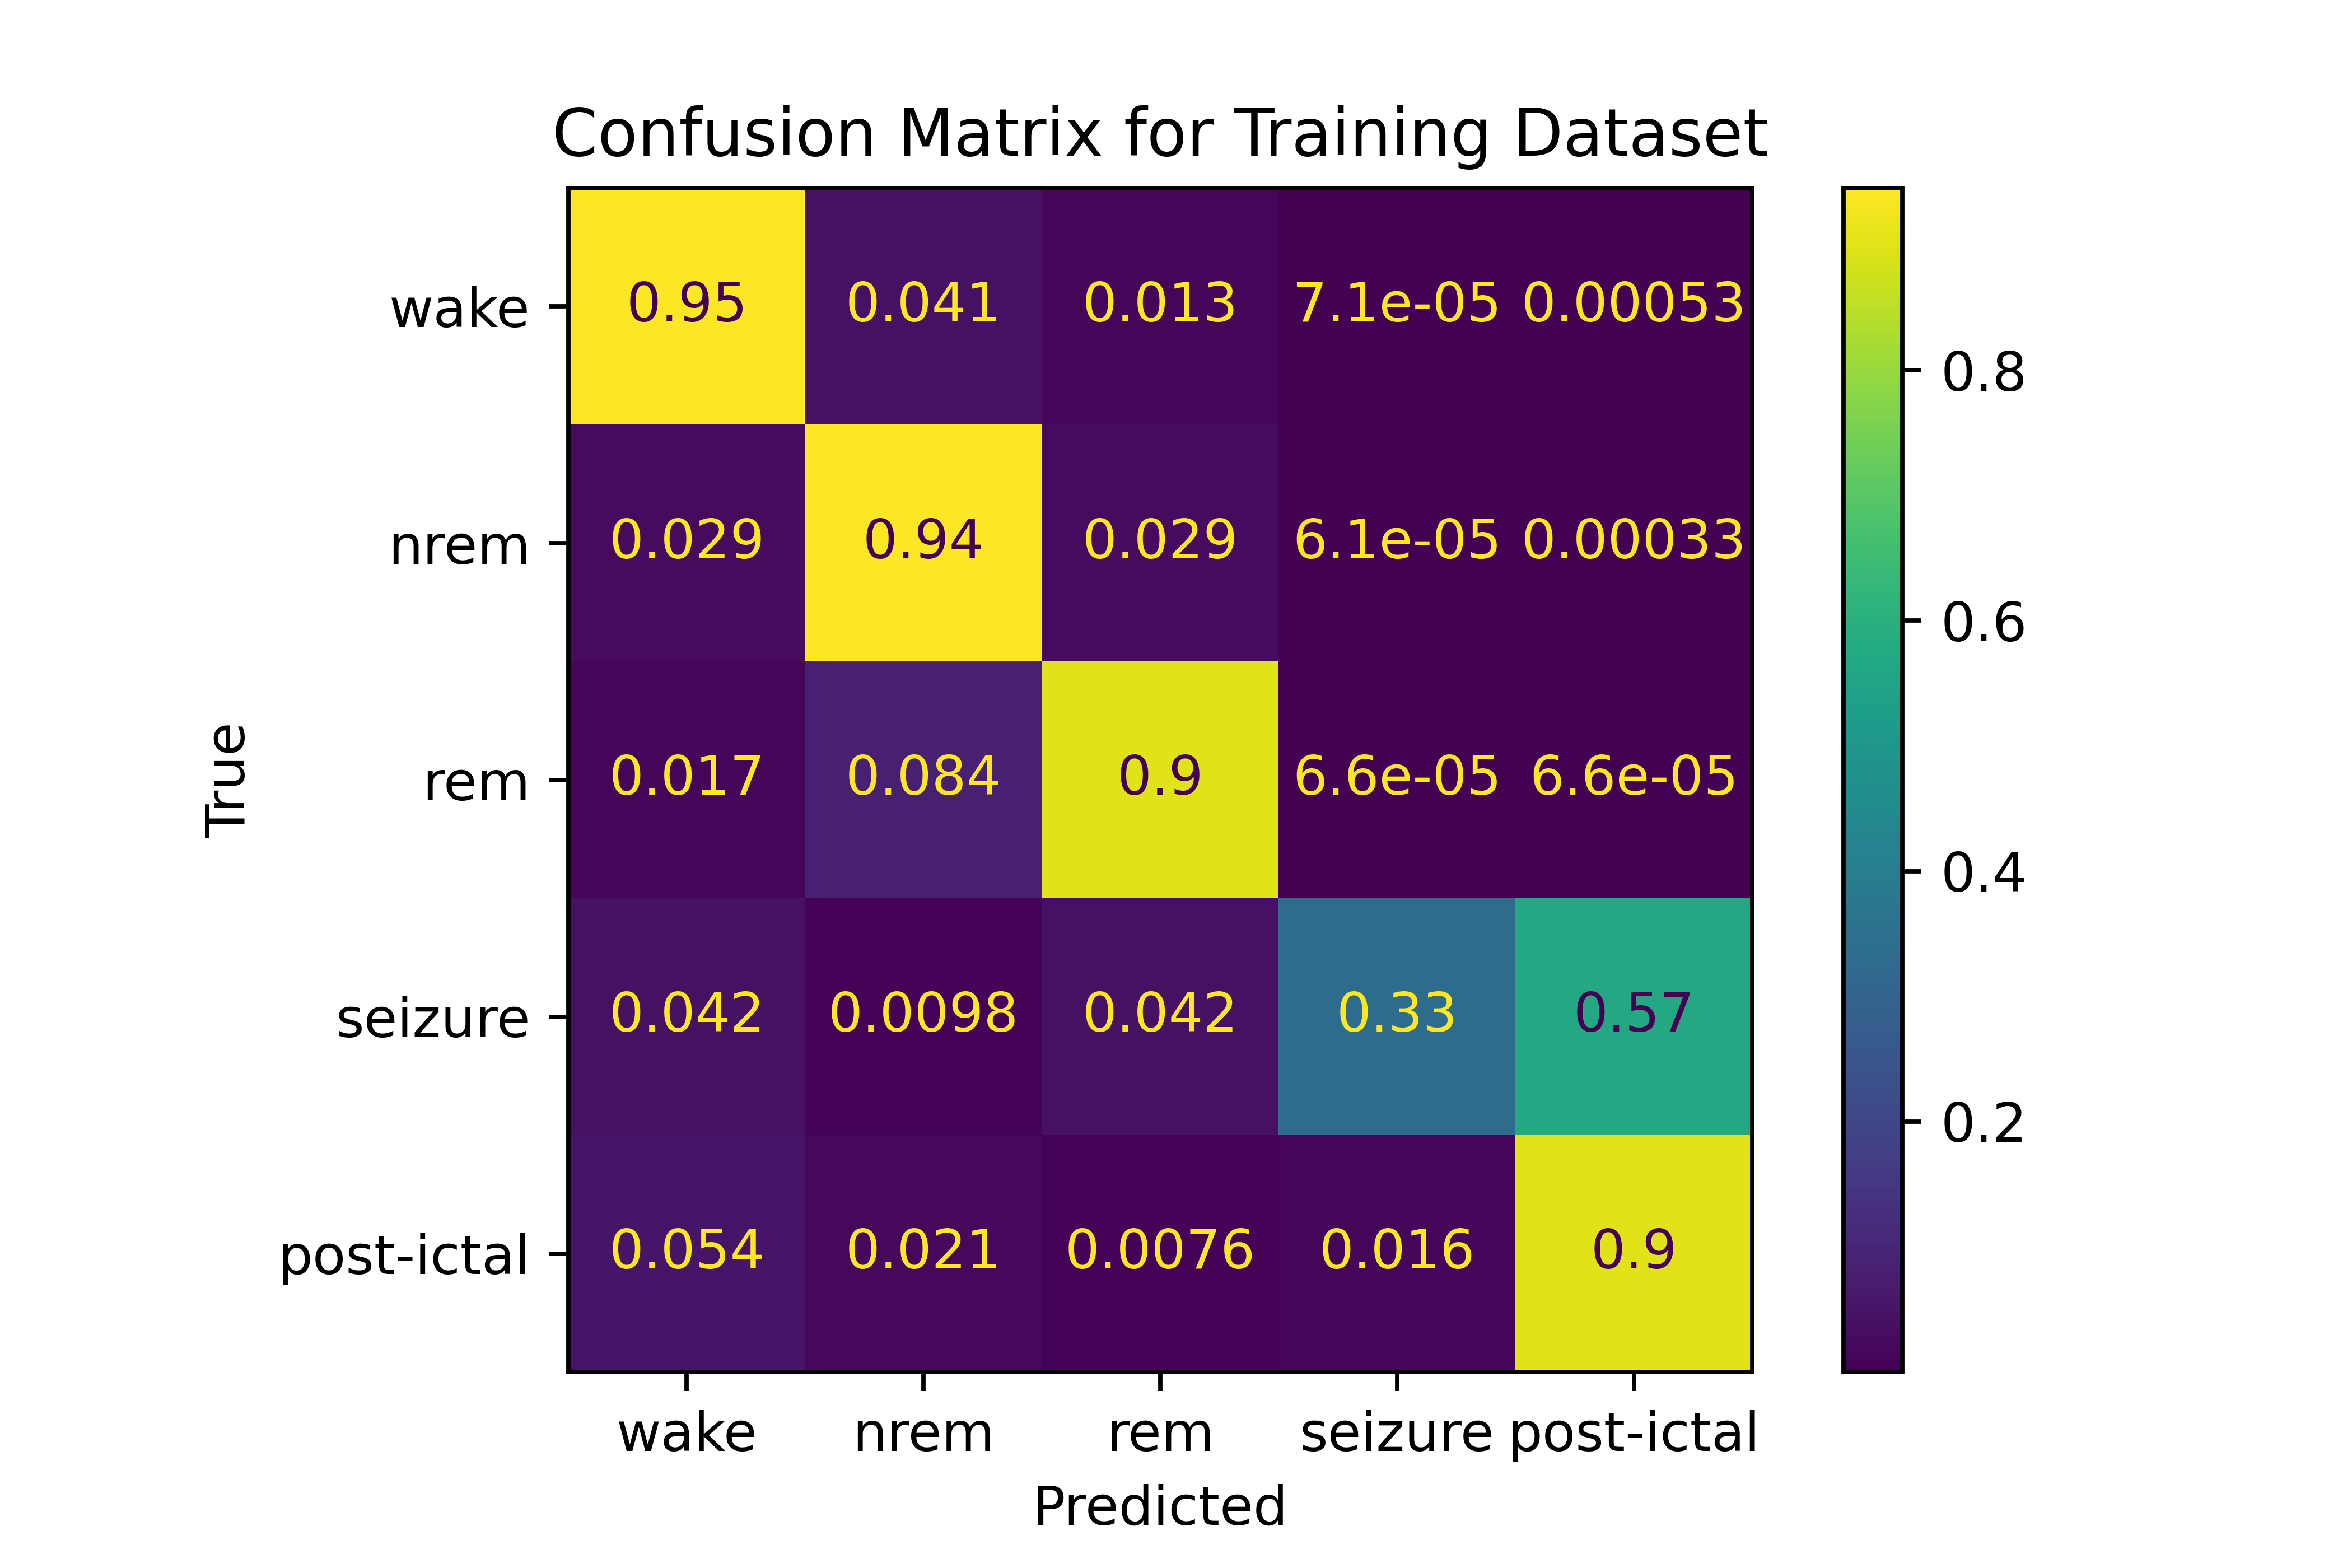 Confusion Matrix for Training Dataset
wake 0.95 0.041 0.013 7.1e-05 0.00053
0.8
nrem 0.029 0.94 0.029 6.1e-05 0.00033
0.6
rem 0.017 0.084 0.9 6.6e-05 6.6e-05
True
0.4
seizure 0.042 0.0098 0.042 0.33 0.57
0.2
post-ictal 0.054 0.021 0.0076 0.016 0.9
wake nrem rem seizure post-ictal
Predicted